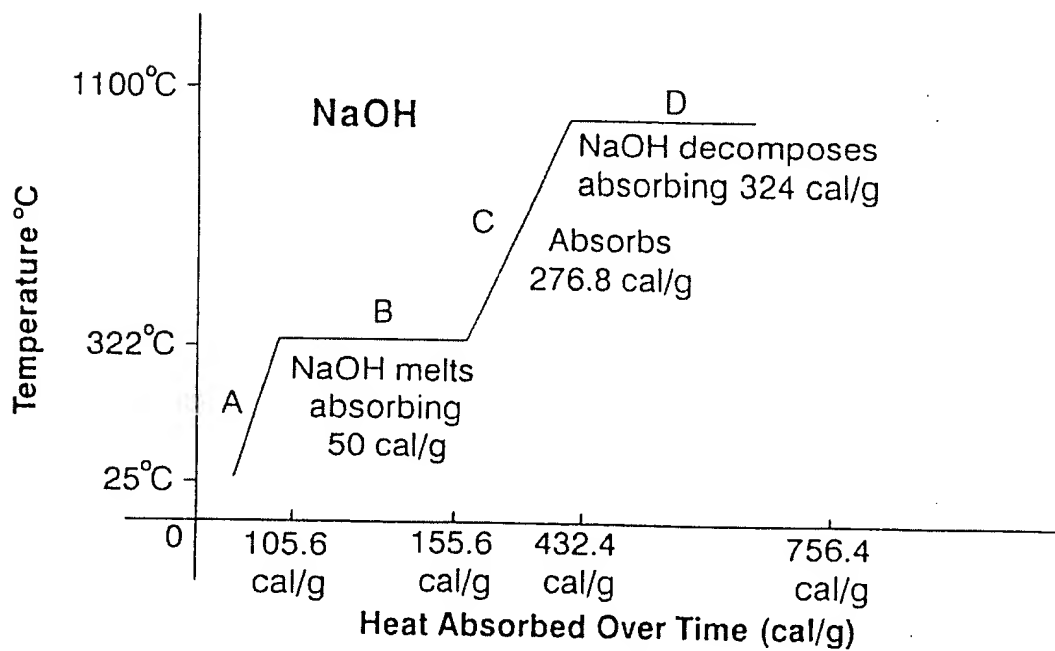 1100°C
NaOH
D
NaOH decomposes
absorbing 324 cal/g
C
Absorbs
276.8 cal/g
Temperature °C
B
322°C
NaOH melts
absorbing
50 cal/g
A
25°C
0
105.6 155.6 432.4 756.4
cal/g cal/g cal/g cal/g
Heat Absorbed Over Time (cal/g)